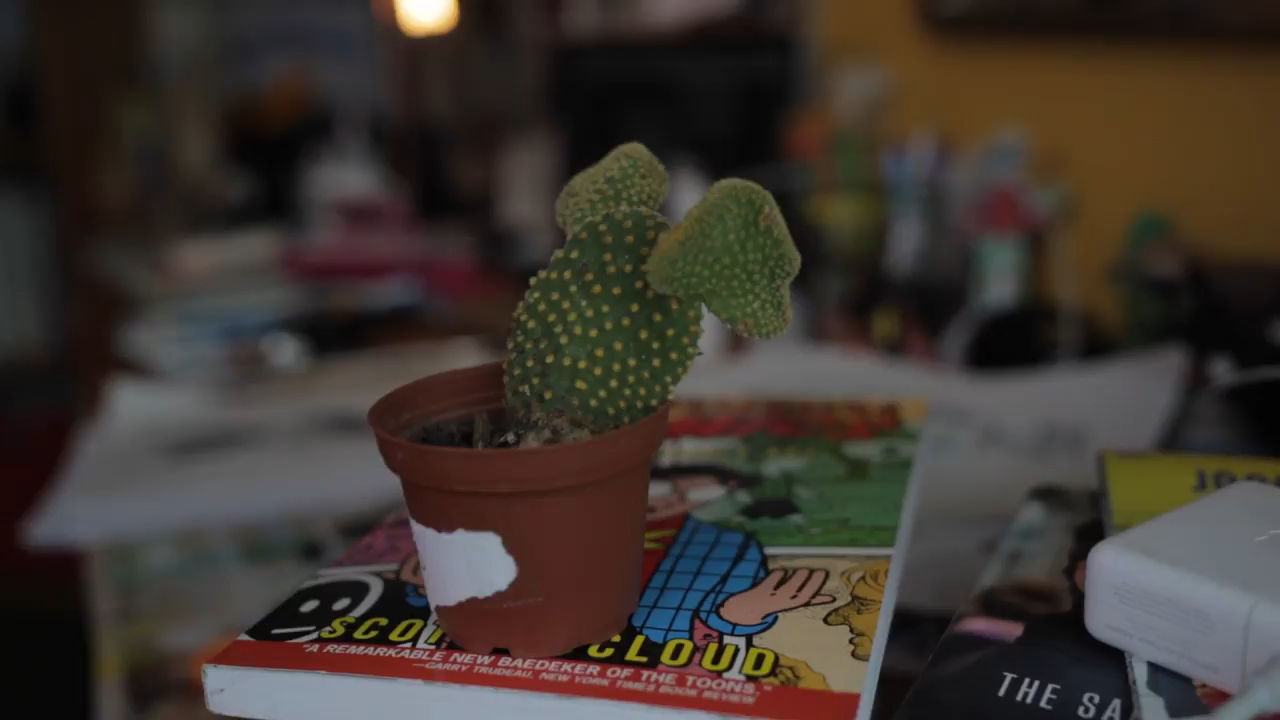 SCO CLOUD
"A REMARKABLE NEW BAEDEKER OF THE TOONS."
—GARRY TRUDEAU, NEW YORK TIMES BOOK REVIEW
THE SA